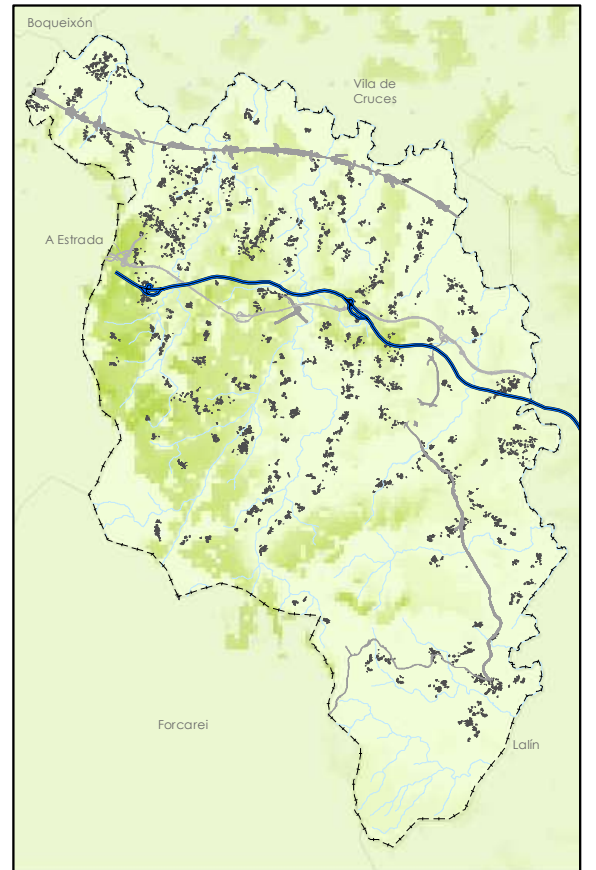 Boqueixón
Vila de
Cruces
A Estrada
Forcarei
Lalín